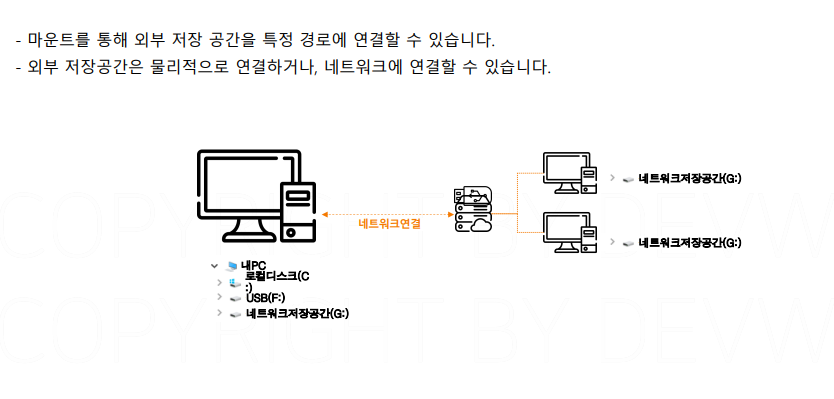 - 마운트를 통해 외부 저장 공간을 특정 경로에 연결할 수 있습니다.
- 외부 저장공간은 물리적으로 연결하거나, 네트워크에 연결할 수 있습니다.
네트워크저장공간(G:)
네트워크연결
네트워크저장공간(G:)
내PC
로컬디스크(C
:)
USB(F:)
네트워크저장공간(G:)
COPYRIGHT BY DEVW
COPYRIGHT BY DEVW